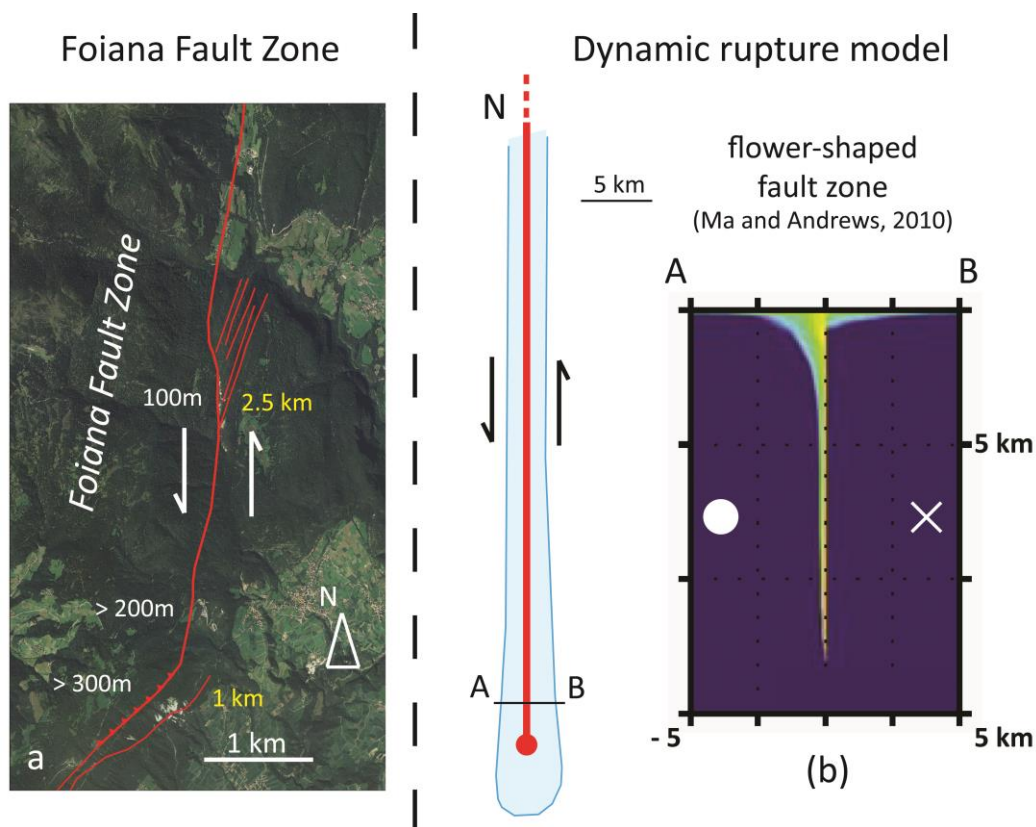 Foiana Fault Zone
Foiana Fault Zone
100m
2.5 km
> 200m
N
> 300m
1 km
1 km
a
Dynamic rupture model
N
5 km
flower-shaped
fault zone
(Ma and Andrews, 2010)
A
B
5 km
A
B
- 5
5 km
(b)